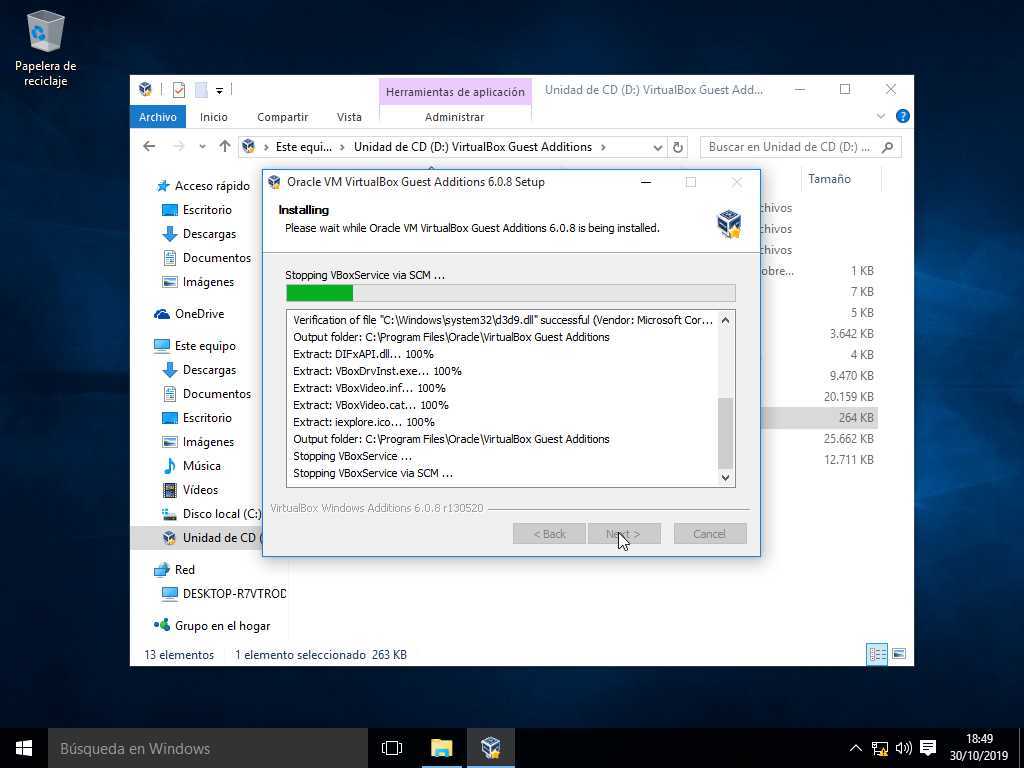 Papelera de
reciclaje
Herramientas de aplicación
Unidad de CD (D:) VirtualBox Guest Add...
Archivo
Inicio
Compartir
Vista
Administrar
Este equi...
Unidad de CD (D:) VirtualBox Guest Additions
Buscar en Unidad de CD (D:) ...
Acceso rápido
Escritorio
Descargas
Documentos
Imágenes
OneDrive
Este equipo
Descargas
Documentos
Escritorio
Imágenes
Música
Vídeos
Disco local (C:)
Unidad de CD (
Red
DESKTOP-R7VTROD
Grupo en el hogar
Tamaño
chivos
chivos
chivos
obre...
1 KB
7 KB
5 KB
3.642 KB
4 KB
9.470 KB
20.159 KB
264 KB
25.662 KB
12.711 KB
Oracle VM VirtualBox Guest Additions 6.0.8 Setup
Installing
Please wait while Oracle VM VirtualBox Guest Additions 6.0.8 is being installed.
Stopping VBoxService via SCM ...
Verification of file "C:\Windows\system32\d3d9.dll" successful (Vendor: Microsoft Cor...
Output folder: C:\Program Files\Oracle\VirtualBox Guest Additions
Extract: DIFxAPI.dll... 100%
Extract: VBoxDrvInst.exe... 100%
Extract: VBoxVideo.inf... 100%
Extract: VBoxVideo.cat... 100%
Extract: iexplore.ico... 100%
Output folder: C:\Program Files\Oracle\VirtualBox Guest Additions
Stopping VBoxService ...
Stopping VBoxService via SCM ...
VirtualBox Windows Additions 6.0.8 r130520
< Back
Next >
Cancel
13 elementos
1 elemento seleccionado 263 KB
Búsqueda en Windows
18:49
30/10/2019